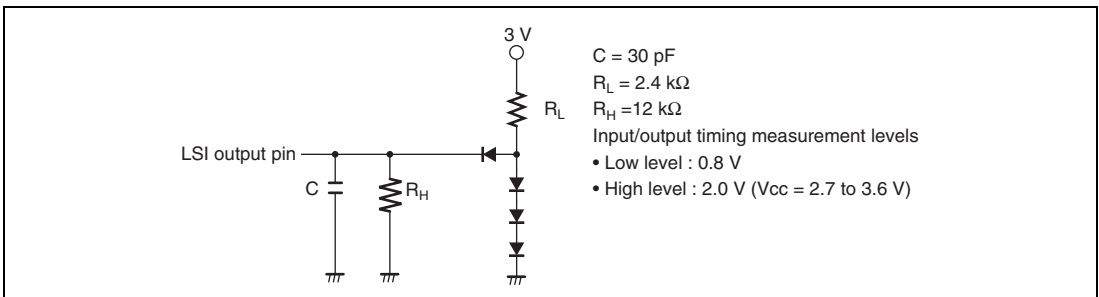 3 V
R_L
LSI output pin
C
R_H
C = 30 pF
R_L = 2.4 kΩ
R_H =12 kΩ
Input/output timing measurement levels
• Low level : 0.8 V
• High level : 2.0 V (Vcc = 2.7 to 3.6 V)